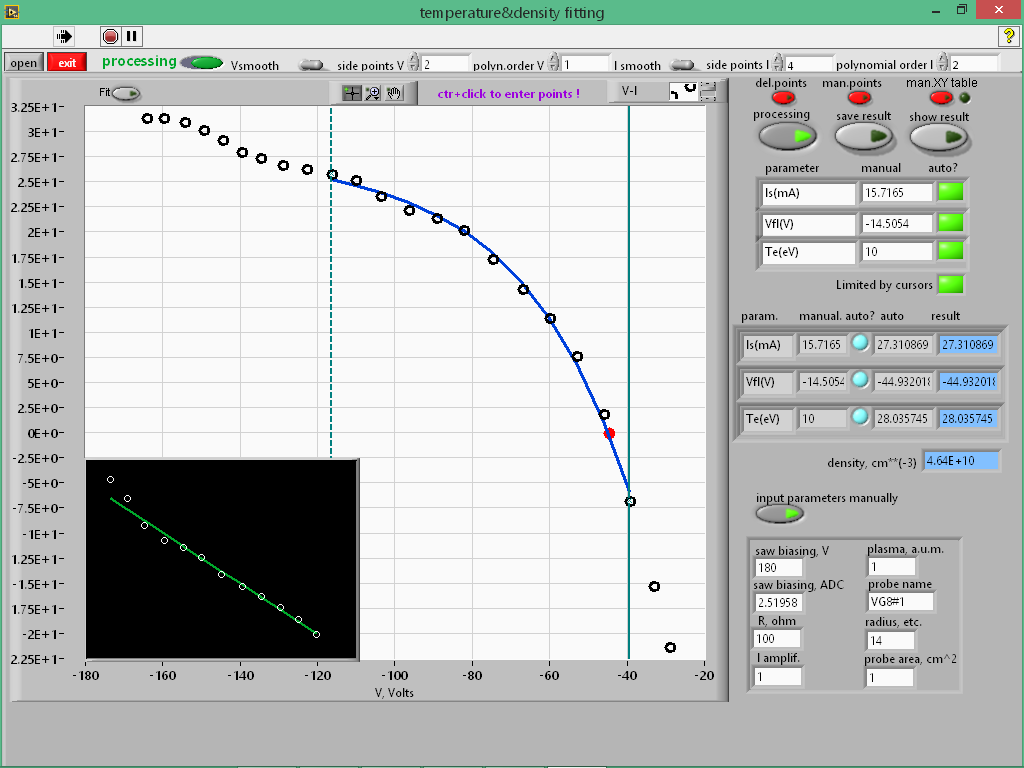 temperature&density fitting
open exit processing Vsmooth side points V 2 polyn.order V 1 I smooth side points I 4 polynomial order I 2
Fit ctr+click to enter points ! V-I
3.25E+1-
3E+1-
2.75E+1-
2.5E+1-
2.25E+1-
2E+1-
1.75E+1-
1.5E+1-
1.25E+1-
1E+1-
7.5E+0-
5E+0-
2.5E+0-
0E+0-
-2.5E+0-
-5E+0-
-7.5E+0-
-1E+1-
-1.25E+1-
-1.5E+1-
-1.75E+1-
-2E+1-
2.25E+1-
-180 -160 -140 -120 -100 -80 -60 -40 -20
V, Volts
del.points man.points man.XY table
processing save result show result
parameter manual auto?
Is(mA) 15.7165
Vfl(V) -14.5054
Te(eV) 10
Limited by cursors
param. manual. auto? auto result
Is(mA) 15.7165 27.310869 27.310869
Vfl(V) -14.5054 -44.932018 -44.932018
Te(eV) 10 28.035745 28.035745
density, cm**(-3) 4.64E+10
input parameters manually
saw biasing, V
180
saw biasing, ADC
2.51958
R, ohm
100
I amplif.
1
plasma, a.u.m.
1
probe name
VG8#1
radius, etc.
14
probe area, cm^2
1